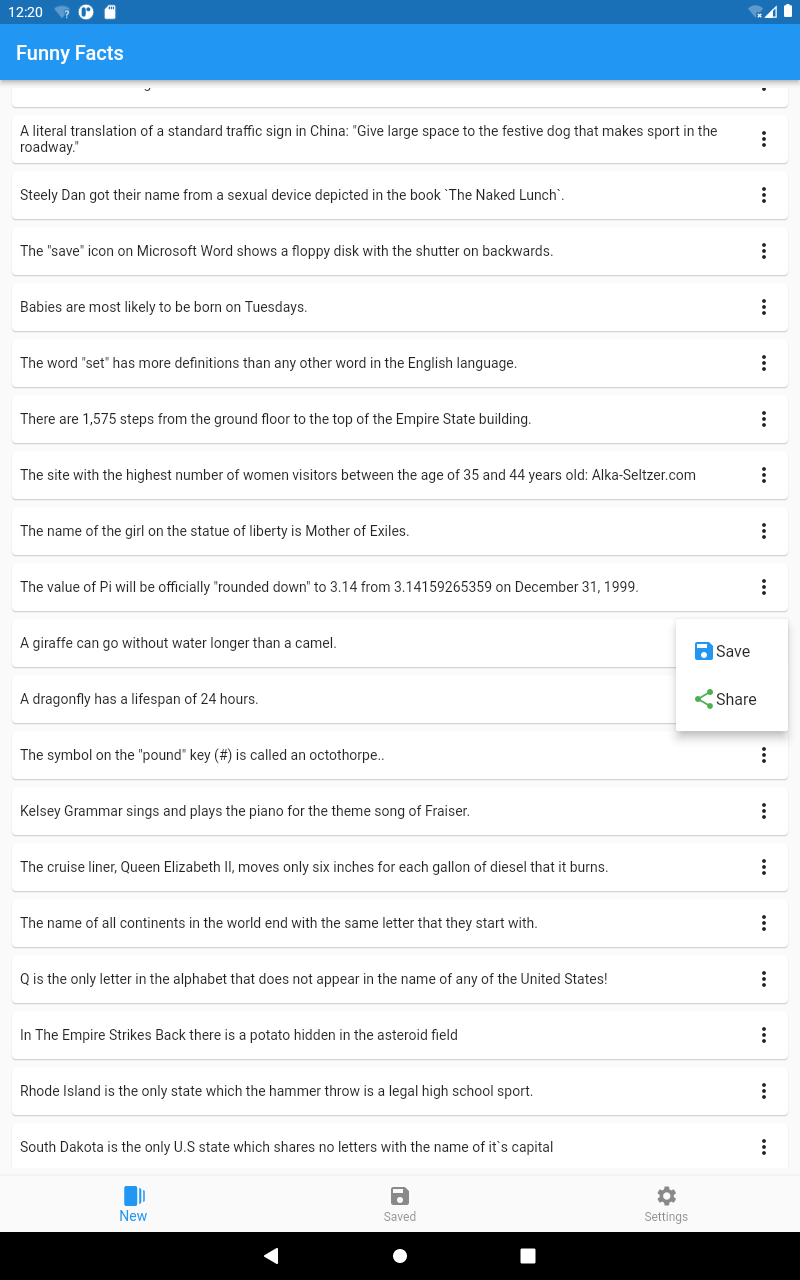 12:20
Funny Facts
A literal translation of a standard traffic sign in China: "Give large space to the festive dog that makes sport in the
roadway."
Steely Dan got their name from a sexual device depicted in the book `The Naked Lunch`.
The "save" icon on Microsoft Word shows a floppy disk with the shutter on backwards.
Babies are most likely to be born on Tuesdays.
The word "set" has more definitions than any other word in the English language.
There are 1,575 steps from the ground floor to the top of the Empire State building.
The site with the highest number of women visitors between the age of 35 and 44 years old: Alka-Seltzer.com
The name of the girl on the statue of liberty is Mother of Exiles.
The value of Pi will be officially "rounded down" to 3.14 from 3.14159265359 on December 31, 1999.
A giraffe can go without water longer than a camel.
Save
A dragonfly has a lifespan of 24 hours.
Share
The symbol on the "pound" key (#) is called an octothorpe..
Kelsey Grammar sings and plays the piano for the theme song of Fraiser.
The cruise liner, Queen Elizabeth II, moves only six inches for each gallon of diesel that it burns.
The name of all continents in the world end with the same letter that they start with.
Q is the only letter in the alphabet that does not appear in the name of any of the United States!
In The Empire Strikes Back there is a potato hidden in the asteroid field
Rhode Island is the only state which the hammer throw is a legal high school sport.
South Dakota is the only U.S state which shares no letters with the name of it`s capital
New
Saved
Settings